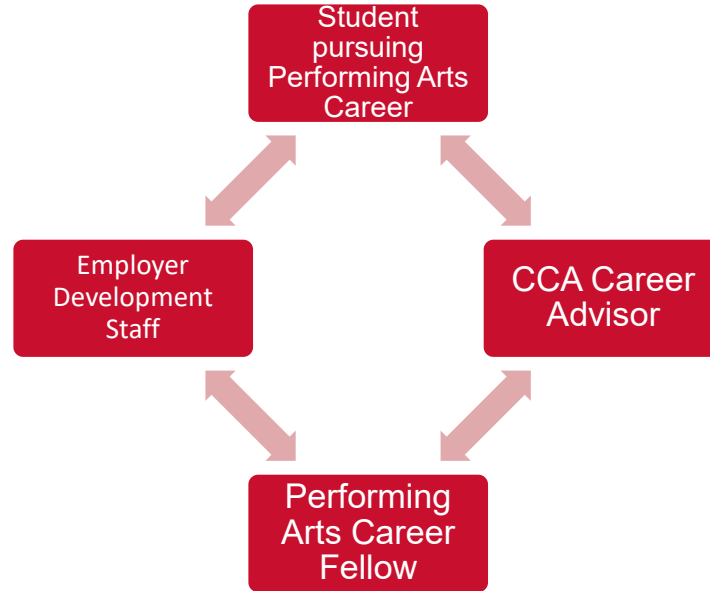 Student
pursuing
Performing Arts
Career
Employer
Development
Staff
CCA Career
Advisor
Performing
Arts Career
Fellow